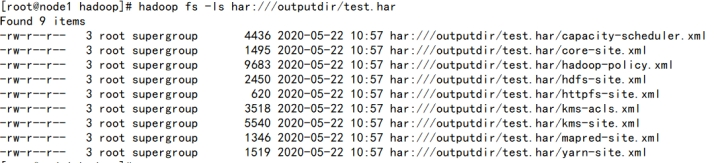 [root@node1 hadoop]# hadoop fs -ls har:///outputdir/test.har
Found 9 items
-rw-r--r--   3 root supergroup       4436 2020-05-22 10:57 har:///outputdir/test.har/capacity-scheduler.xml
-rw-r--r--   3 root supergroup       1495 2020-05-22 10:57 har:///outputdir/test.har/core-site.xml
-rw-r--r--   3 root supergroup       9683 2020-05-22 10:57 har:///outputdir/test.har/hadoop-policy.xml
-rw-r--r--   3 root supergroup       2450 2020-05-22 10:57 har:///outputdir/test.har/hdfs-site.xml
-rw-r--r--   3 root supergroup        620 2020-05-22 10:57 har:///outputdir/test.har/httpfs-site.xml
-rw-r--r--   3 root supergroup       3518 2020-05-22 10:57 har:///outputdir/test.har/kms-acls.xml
-rw-r--r--   3 root supergroup       5540 2020-05-22 10:57 har:///outputdir/test.har/kms-site.xml
-rw-r--r--   3 root supergroup       1346 2020-05-22 10:57 har:///outputdir/test.har/mapred-site.xml
-rw-r--r--   3 root supergroup       1519 2020-05-22 10:57 har:///outputdir/test.har/yarn-site.xml